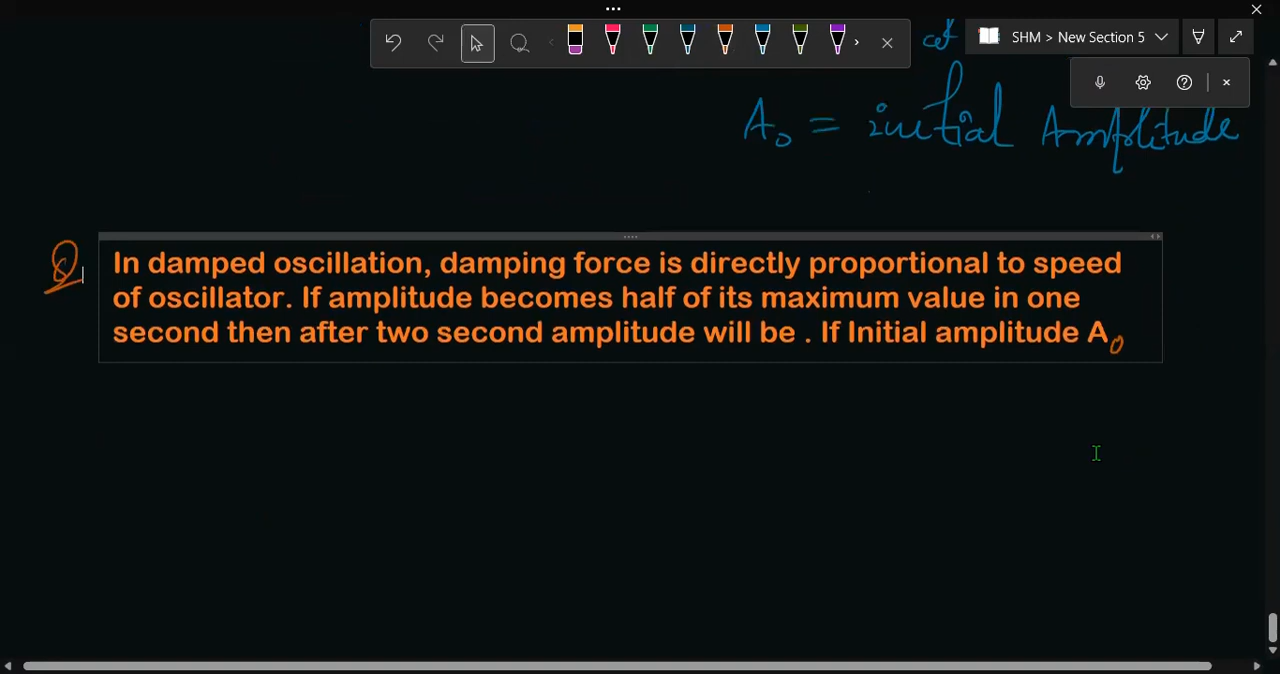 SHM > New Section 5
A₀ = initial Amplitude
Q In damped oscillation, damping force is directly proportional to speed
of oscillator. If amplitude becomes half of its maximum value in one
second then after two second amplitude will be . If Initial amplitude A₀